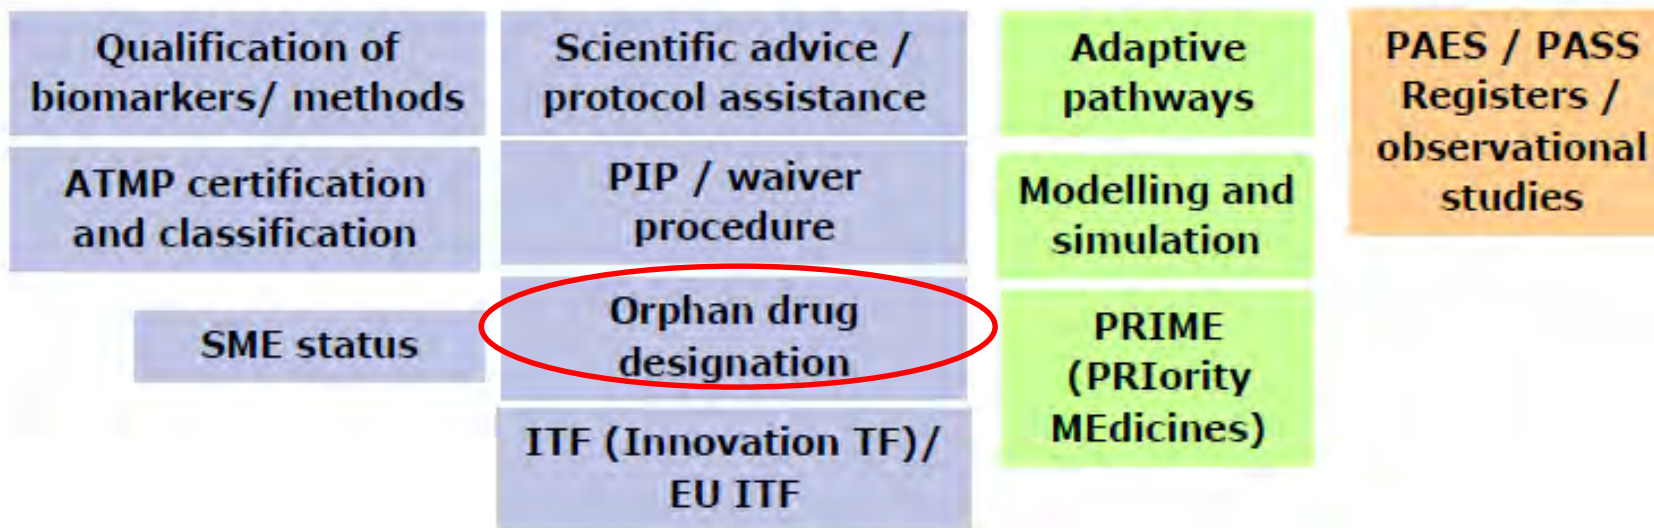 Qualification of
biomarkers/ methods
Scientific advice /
protocol assistance
Adaptive
pathways
PAES / PASS
Registers /
observational
studies
ATMP certification
and classification
PIP / waiver
procedure
Modelling and
simulation
SME status
Orphan drug
designation
PRIME
(PRIority
MEdicines)
ITF (Innovation TF)/
EU ITF